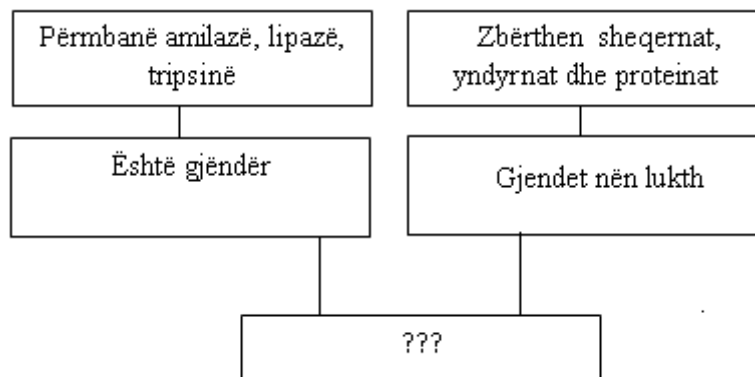 Përmbanë amilazë, lipazë,
tripsinë
Zbërthen sheqernat,
yndyrnat dhe proteinat
Është gjëndër
Gjendet nën lukth
???